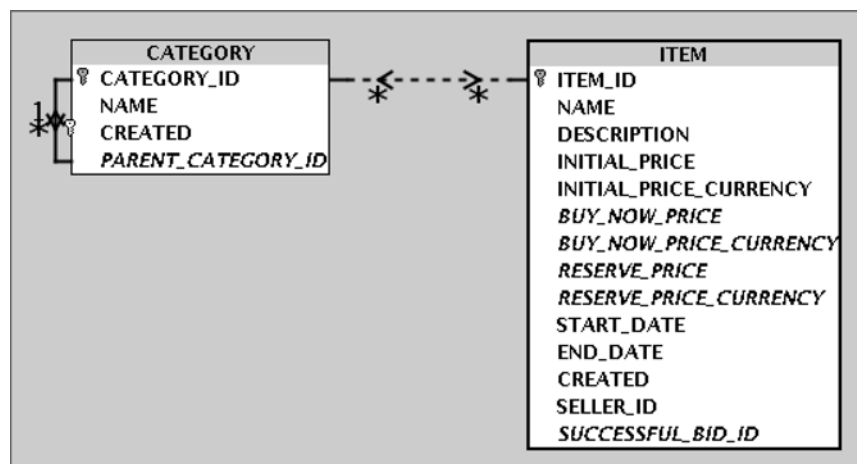 CATEGORY
CATEGORY_ID
NAME
CREATED
PARENT_CATEGORY_ID
1
*
*
*
ITEM
ITEM_ID
NAME
DESCRIPTION
INITIAL_PRICE
INITIAL_PRICE_CURRENCY
BUY_NOW_PRICE
BUY_NOW_PRICE_CURRENCY
RESERVE_PRICE
RESERVE_PRICE_CURRENCY
START_DATE
END_DATE
CREATED
SELLER_ID
SUCCESSFUL_BID_ID